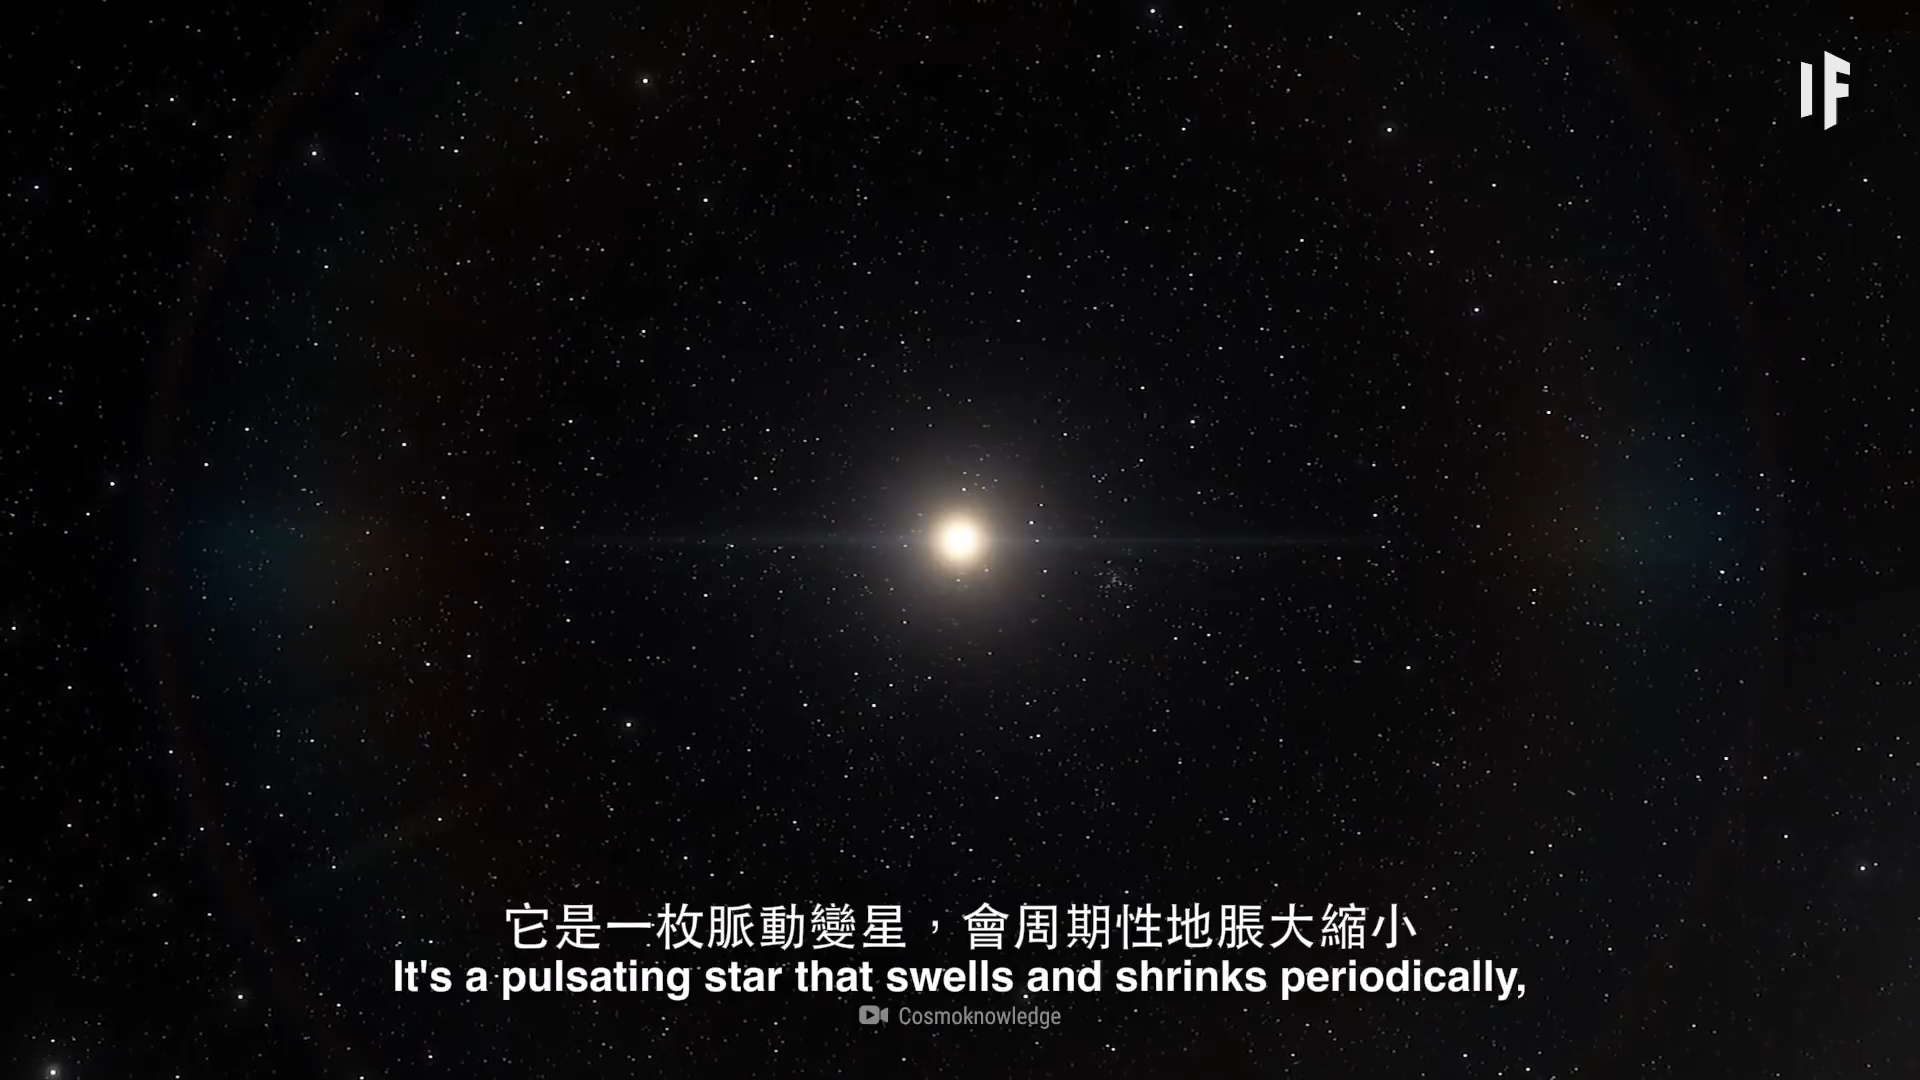 IF
它是一枚脈動變星，會周期性地脹大縮小
It's a pulsating star that swells and shrinks periodically,
Cosmoknowledge